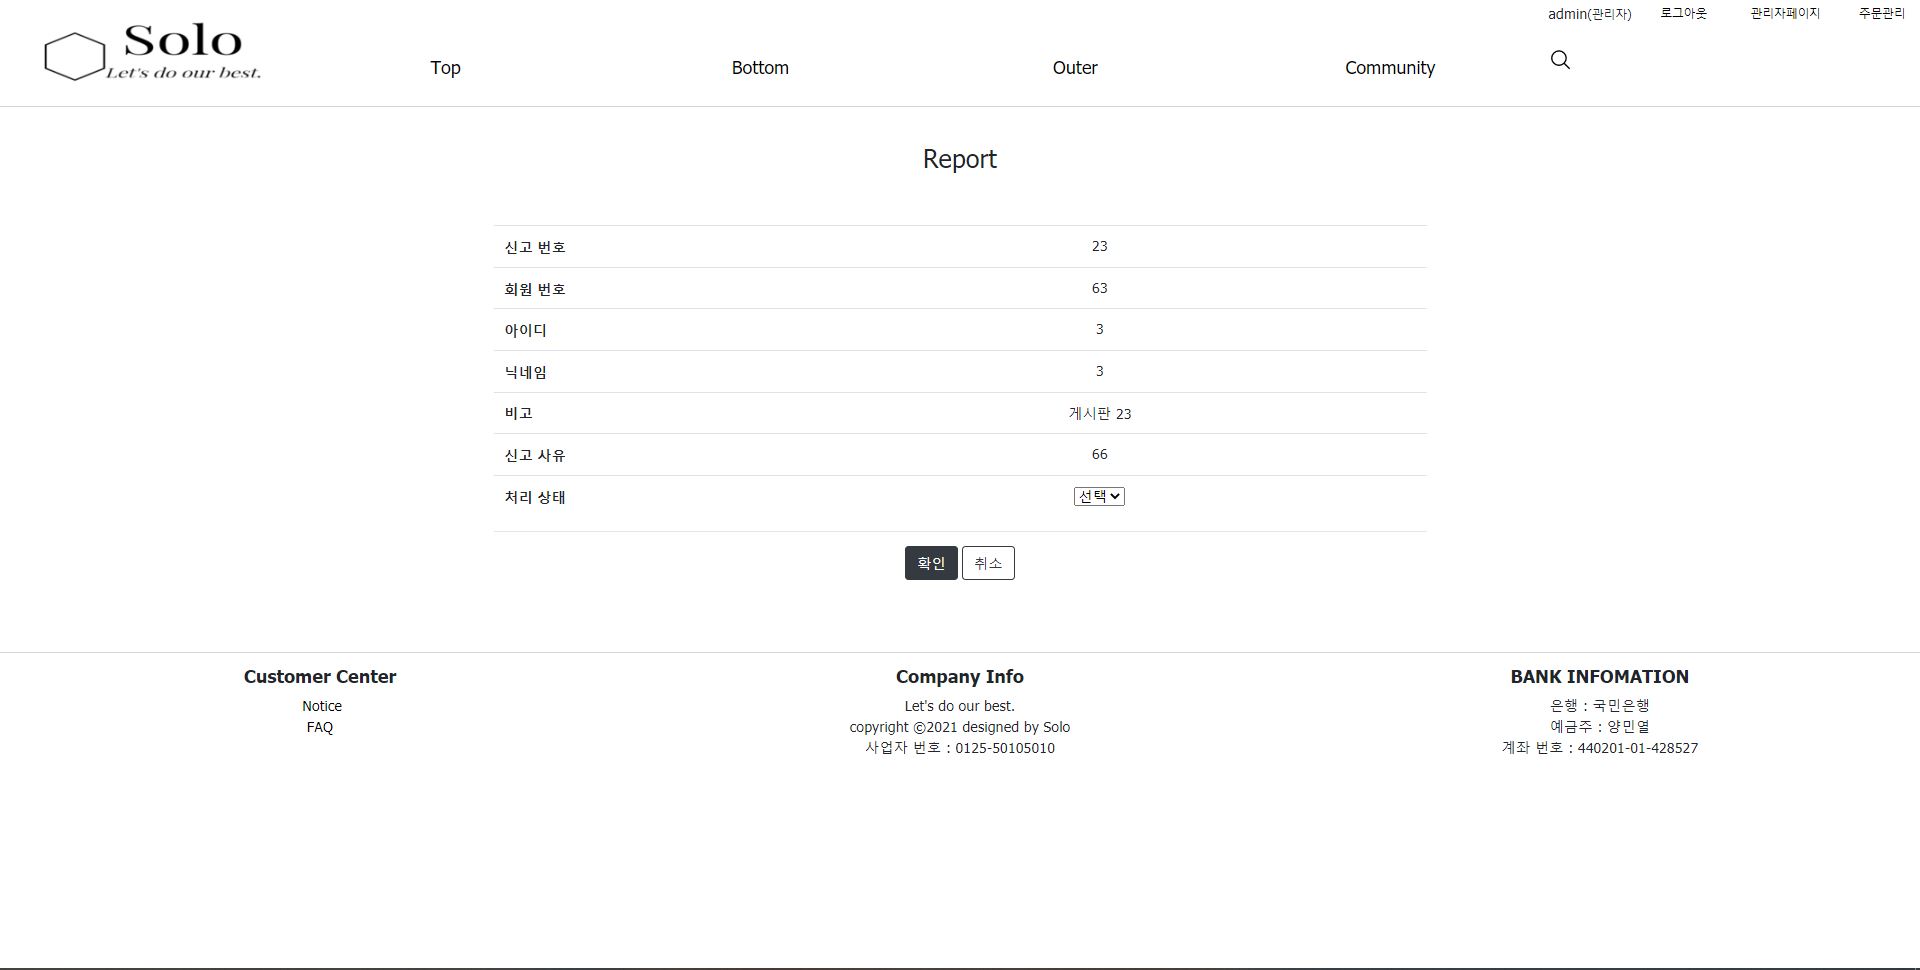 admin(관리자) 로그아웃 관리자페이지 주문관리
Solo
Let's do our best.
Top Bottom Outer Community
Report
신고 번호 23
회원 번호 63
아이디 3
닉네임 3
비고 게시판 23
신고 사유 66
처리 상태 선택
확인 취소
Customer Center
Notice
FAQ
Company Info
Let's do our best.
copyright ©2021 designed by Solo
사업자 번호 : 0125-50105010
BANK INFOMATION
은행 : 국민은행
예금주 : 양민열
계좌 번호 : 440201-01-428527